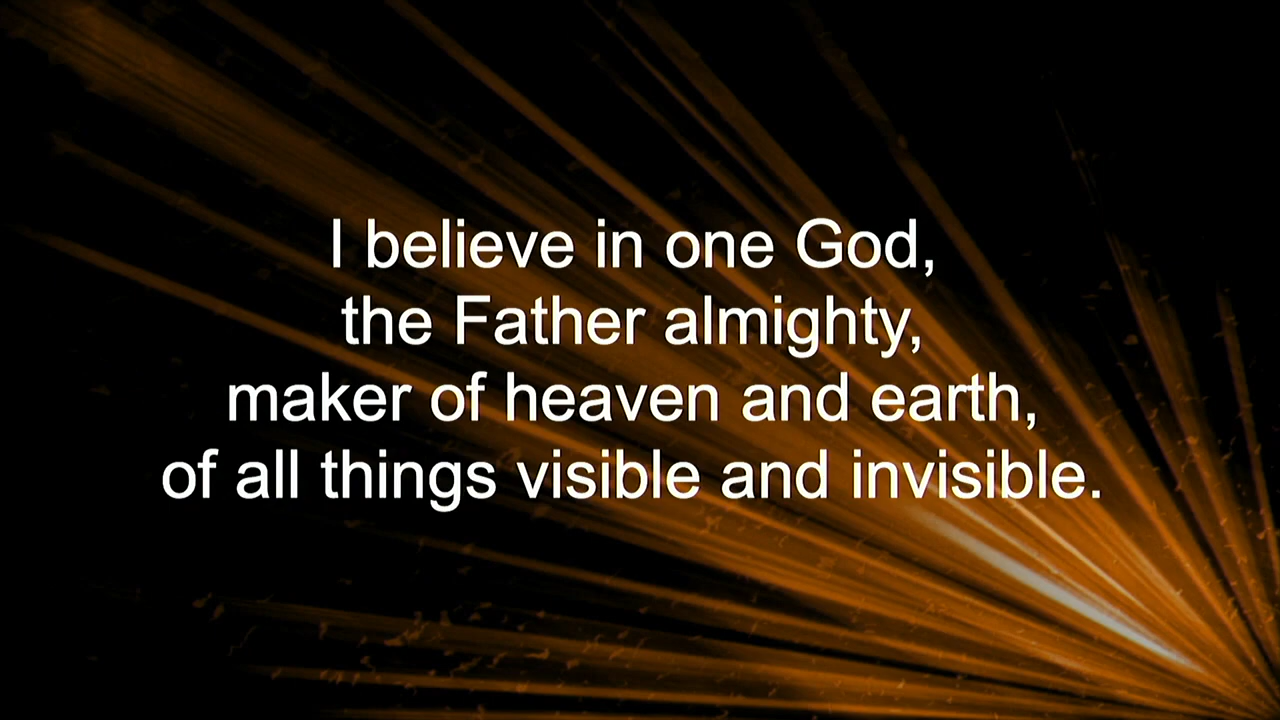 I believe in one God,
the Father almighty,
maker of heaven and earth,
of all things visible and invisible.